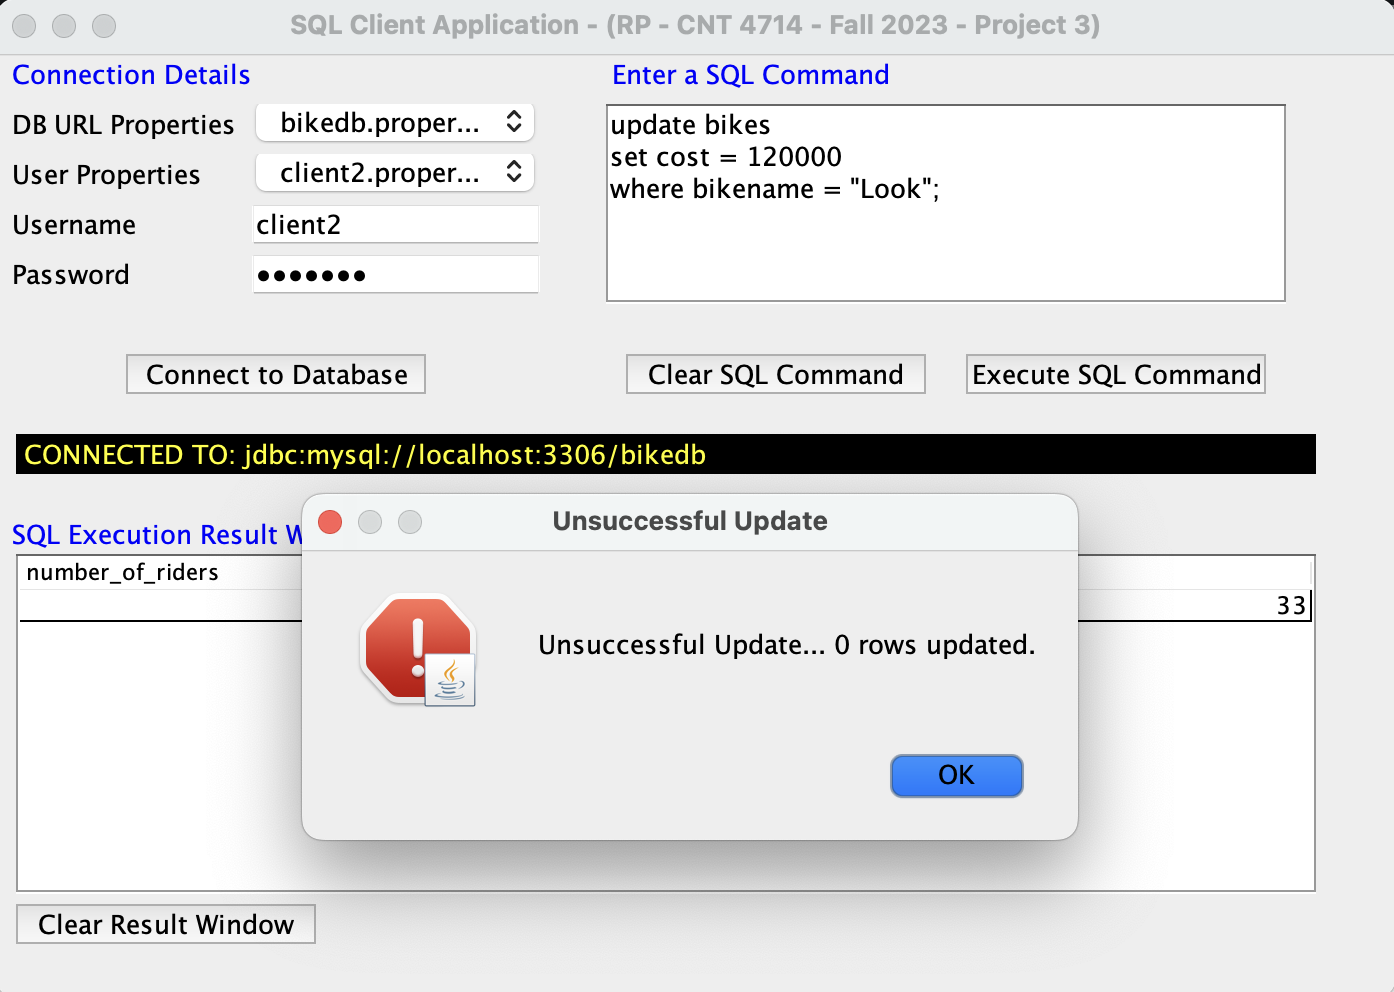 SQL Client Application - (RP - CNT 4714 - Fall 2023 - Project 3)
Connection Details
DB URL Properties
bikedb.proper...
User Properties
client2.proper...
Username
client2
Password
•••••••
Enter a SQL Command
update bikes
set cost = 120000
where bikename = "Look";
Connect to Database
Clear SQL Command
Execute SQL Command
CONNECTED TO: jdbc:mysql://localhost:3306/bikedb
SQL Execution Result
number_of_riders
33
Unsuccessful Update
Unsuccessful Update... 0 rows updated.
OK
Clear Result Window